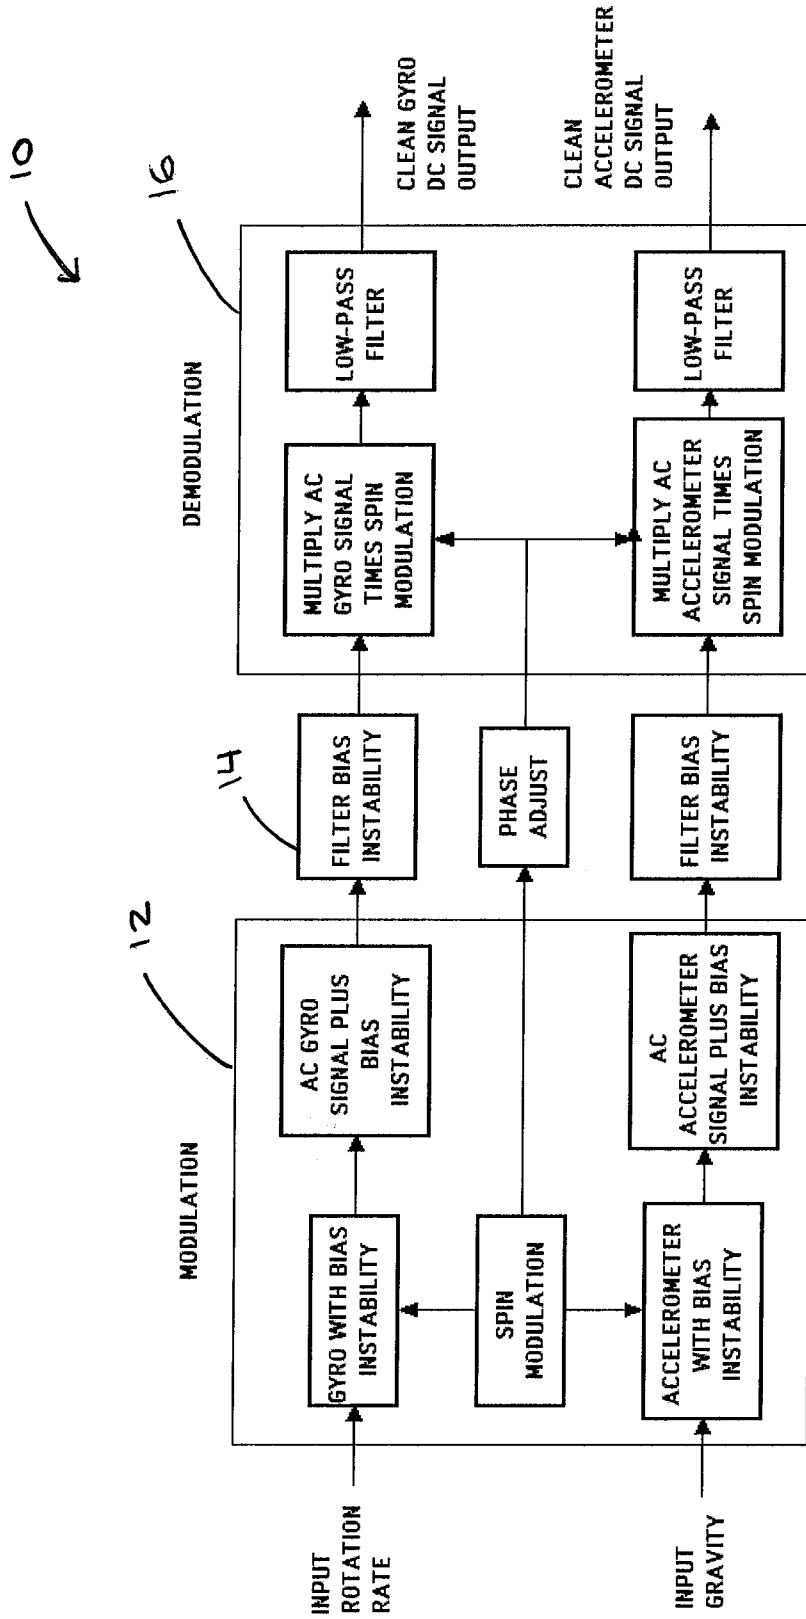 10
MODULATION
12
DEMODULATION
16
INPUT
ROTATION
RATE
GYRO WITH BIAS
INSTABILITY
AC GYRO
SIGNAL PLUS
BIAS
INSTABILITY
14
FILTER BIAS
INSTABILITY
MULTIPLY AC
GYRO SIGNAL
TIMES SPIN
MODULATION
LOW-PASS
FILTER
CLEAN GYRO
DC SIGNAL
OUTPUT
SPIN
MODULATION
PHASE
ADJUST
INPUT
GRAVITY
ACCELEROMETER
WITH BIAS
INSTABILITY
AC
ACCELEROMETER
SIGNAL PLUS BIAS
INSTABILITY
FILTER BIAS
INSTABILITY
MULTIPLY AC
ACCELEROMETER
SIGNAL TIMES
SPIN MODULATION
LOW-PASS
FILTER
CLEAN
ACCELEROMETER
DC SIGNAL
OUTPUT